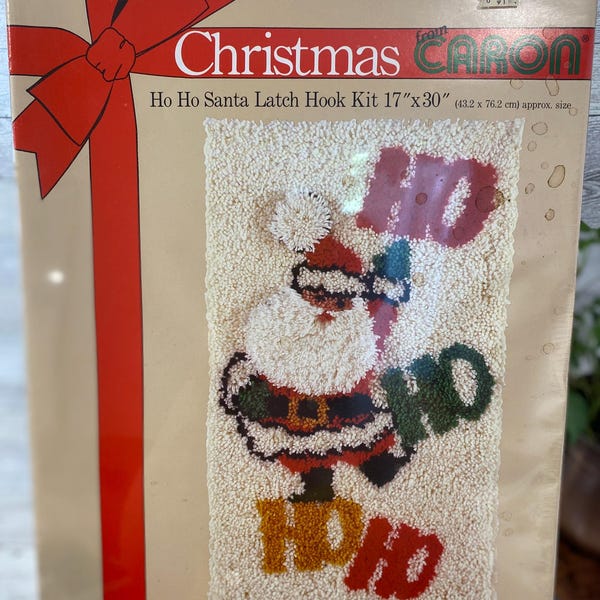 Christmas from CARON®
Ho Ho Santa Latch Hook Kit 17"x30" (43.2 x 76.2 cm) approx. size
HO
HO
HO
HO